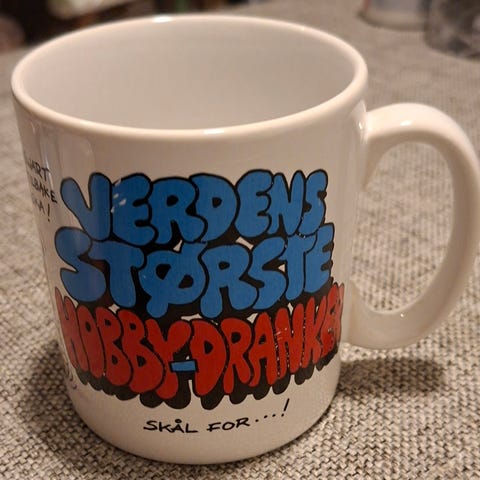 VERDENS
STØRSTE
HOBBY-DRANKER
SKÅL FOR....!